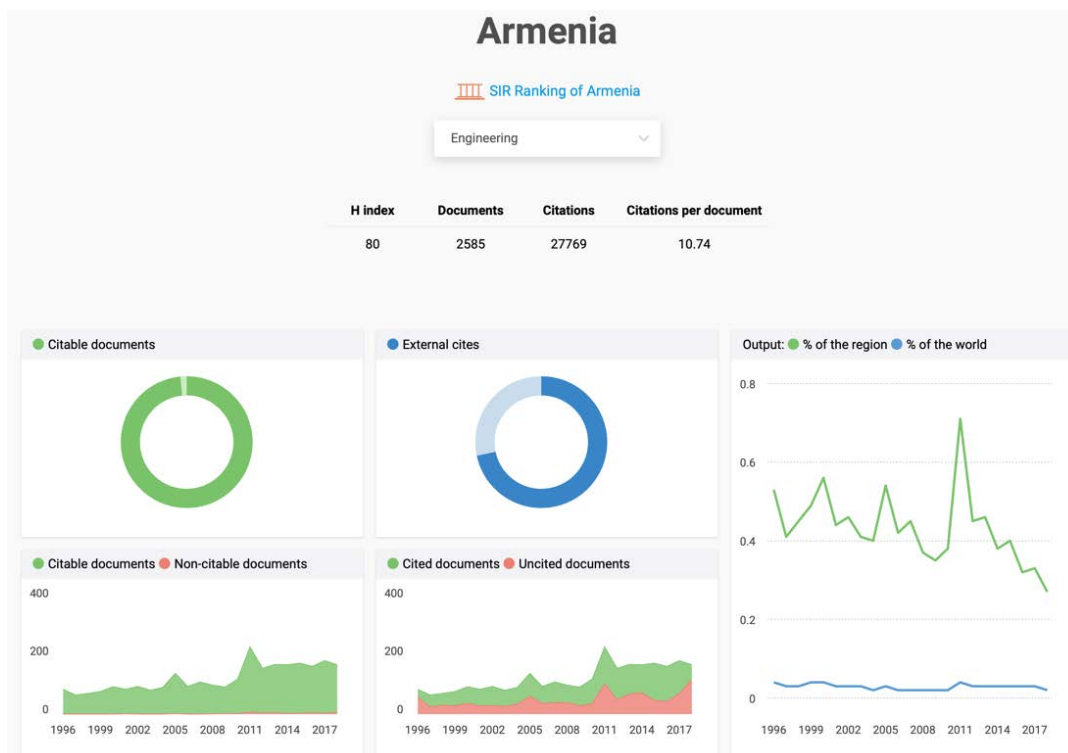 Armenia
SIR Ranking of Armenia
Engineering
H index Documents Citations Citations per document
80 2585 27769 10.74
Citable documents
External cites
Output: % of the region % of the world
0.8
0.6
0.4
0.2
0
1996 1999 2002 2005 2008 2011 2014 2017
Citable documents Non-citable documents
400
200
0
1996 1999 2002 2005 2008 2011 2014 2017
Cited documents Uncited documents
400
200
0
1996 1999 2002 2005 2008 2011 2014 2017